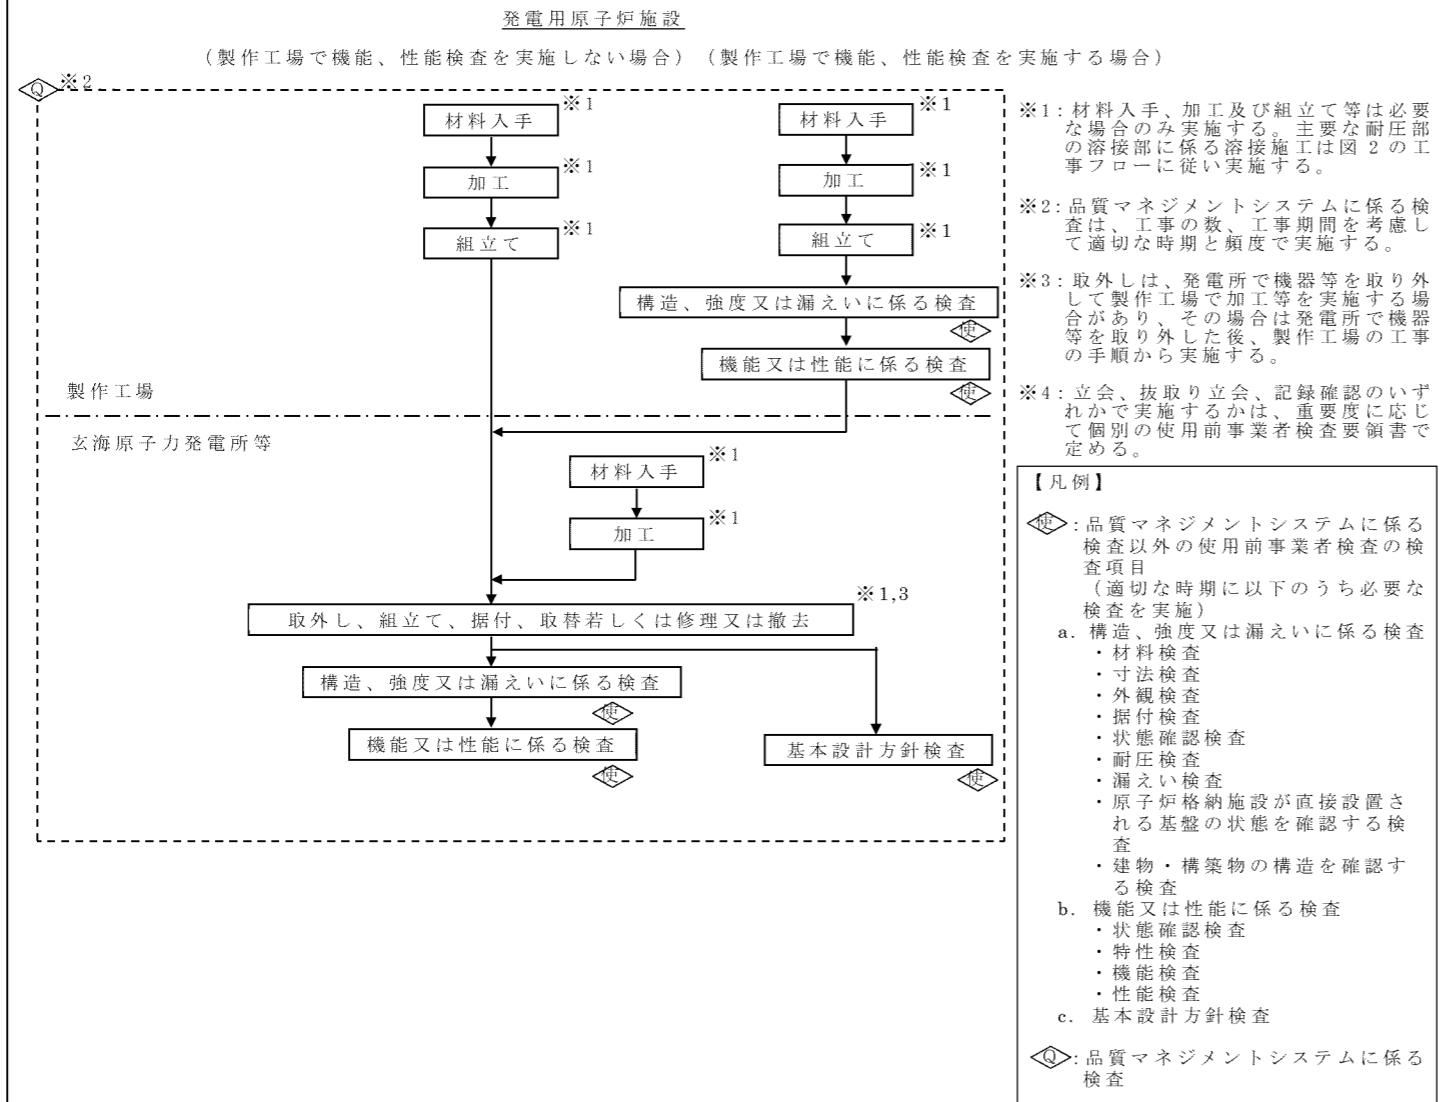 発電用原子炉施設
（製作工場で機能、性能検査を実施しない場合）（製作工場で機能、性能検査を実施する場合）
Q ※2
材料入手 ※1
加工 ※1
組立て ※1
材料入手 ※1
加工 ※1
組立て ※1
構造、強度又は漏えいに係る検査
使
機能又は性能に係る検査
使
製作工場
玄海原子力発電所等
材料入手 ※1
加工 ※1
※1,3
取外し、組立て、据付、取替若しくは修理又は撤去
構造、強度又は漏えいに係る検査
使
機能又は性能に係る検査
使
基本設計方針検査
使
※1：材料入手、加工及び組立て等は必要
な場合のみ実施する。主要な耐圧部
の溶接部に係る溶接施工は図2の工
事フローに従い実施する。
※2：品質マネジメントシステムに係る検
査は、工事の数、工事期間を考慮し
て適切な時期と頻度で実施する。
※3：取外しは、発電所で機器等を取り外
して製作工場で加工等を実施する場
合があり、その場合は発電所で機器
等を取り外した後、製作工場の工事
の手順から実施する。
※4：立会、抜取り立会、記録確認のいず
れかで実施するかは、重要度に応じ
て個別の使用前事業者検査要領書で
定める。
【凡例】
使：品質マネジメントシステムに係る
検査以外の使用前事業者検査の検
査項目
（適切な時期に以下のうち必要な
検査を実施）
a. 構造、強度又は漏えいに係る検査
・材料検査
・寸法検査
・外観検査
・据付検査
・状態確認検査
・耐圧検査
・漏えい検査
・原子炉格納施設が直接設置さ
れる基盤の状態を確認する検
査
・建物・構築物の構造を確認す
る検査
b. 機能又は性能に係る検査
・状態確認検査
・特性検査
・機能検査
・性能検査
c. 基本設計方針検査
Q：品質マネジメントシステムに係る
検査